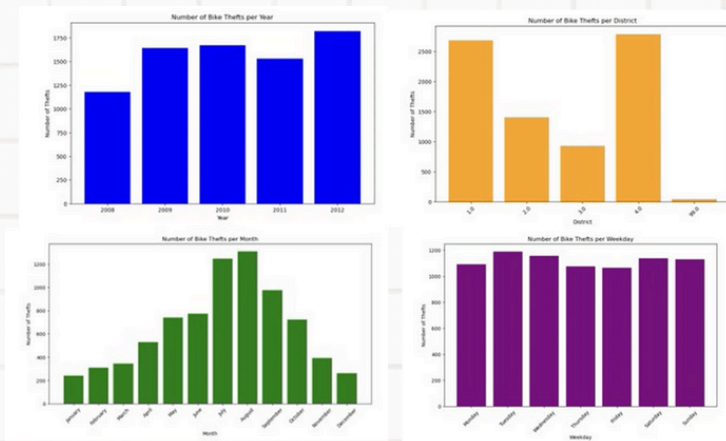 Number of Bike Thefts per Year
Number of Thefts
1750
1500
1250
1000
750
500
250
0
2008 2009 2010 2011 2012
Year
Number of Bike Thefts per District
Number of Thefts
2500
2000
1500
1000
500
0
1.0 2.0 3.0 4.0 99.0
District
Number of Bike Thefts per Month
Number of Thefts
1200
1000
800
600
400
200
0
January February March April May June July August September October November December
Month
Number of Bike Thefts per Weekday
Number of Thefts
1200
1000
800
600
400
200
0
Monday Tuesday Wednesday Thursday Friday Saturday Sunday
Weekday